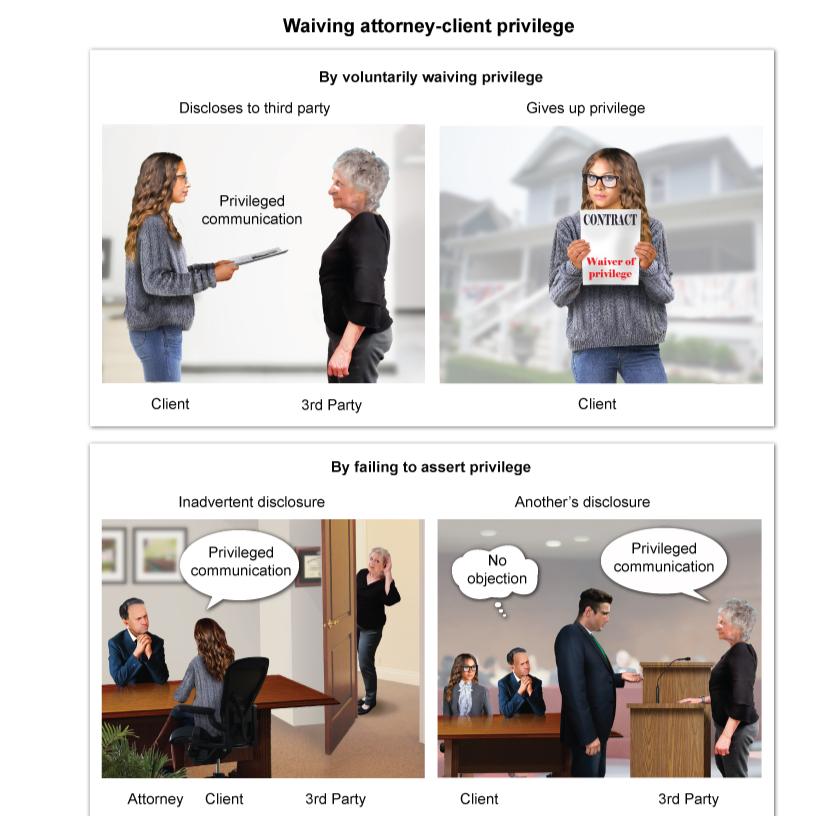 Waiving attorney-client privilege
By voluntarily waiving privilege
Discloses to third party
Gives up privilege
Privileged
communication
CONTRACT
Waiver of
privilege
Client
3rd Party
Client
By failing to assert privilege
Inadvertent disclosure
Another’s disclosure
Privileged
communication
No
objection
Privileged
communication
Attorney
Client
3rd Party
Client
3rd Party